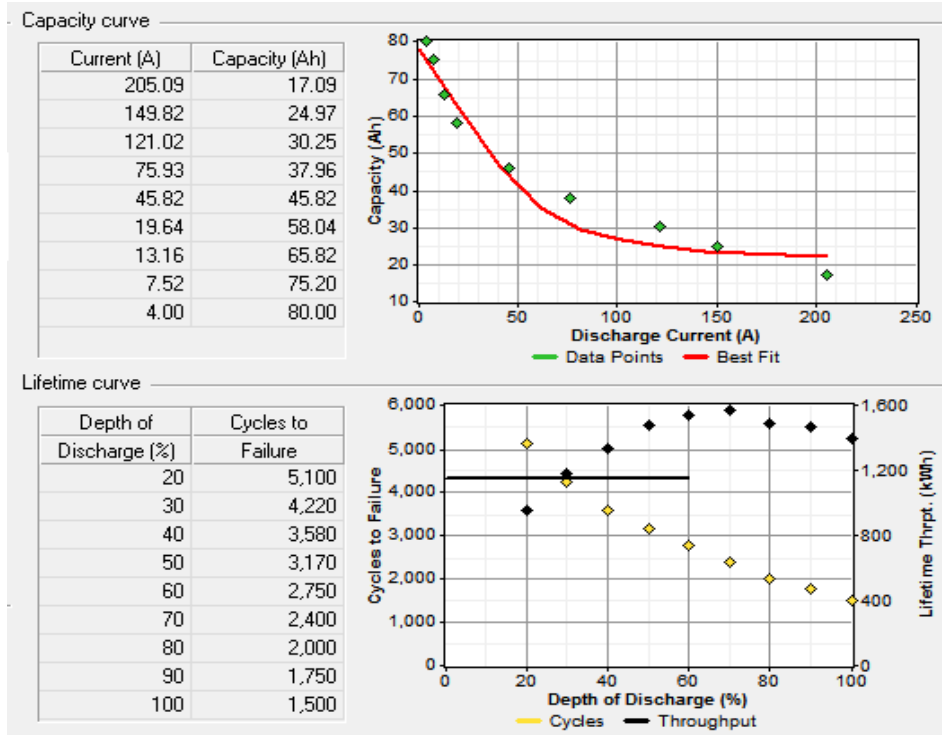 Capacity curve
Current (A) Capacity (Ah)
205.09 17.09
149.82 24.97
121.02 30.25
75.93 37.96
45.82 45.82
19.64 58.04
13.16 65.82
7.52 75.20
4.00 80.00
Capacity (Ah)
80
70
60
50
40
30
20
10
0 50 100 150 200 250
Discharge Current (A)
Data Points Best Fit
Lifetime curve
Depth of Cycles to
Discharge (%) Failure
20 5,100
30 4,220
40 3,580
50 3,170
60 2,750
70 2,400
80 2,000
90 1,750
100 1,500
Cycles to Failure
6,000
5,000
4,000
3,000
2,000
1,000
0
1,600
1,200
800
400
0
Lifetime Thrpt. (kWh)
0 20 40 60 80 100
Depth of Discharge (%)
Cycles Throughput